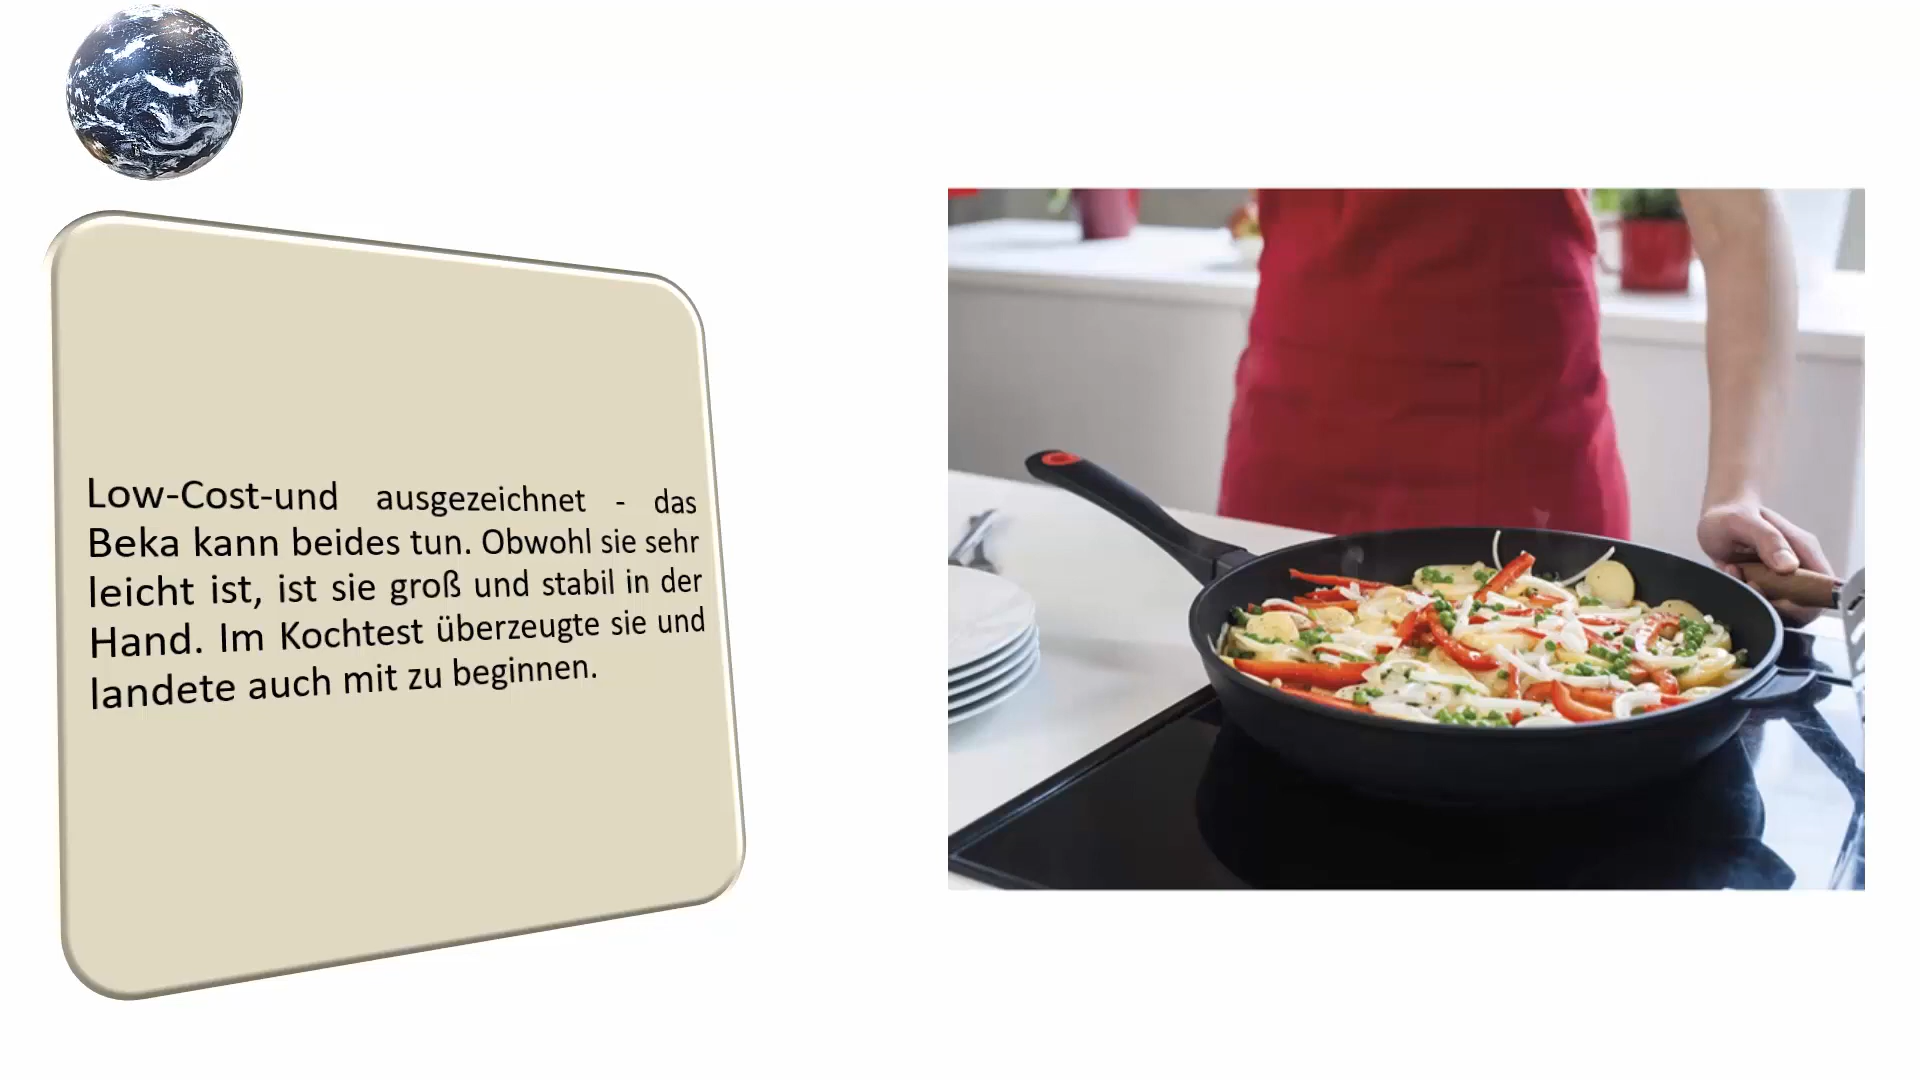 Low-Cost-und ausgezeichnet - das
Beka kann beides tun. Obwohl sie sehr
leicht ist, ist sie groß und stabil in der
Hand. Im Kochtest überzeugte sie und
landete auch mit zu beginnen.